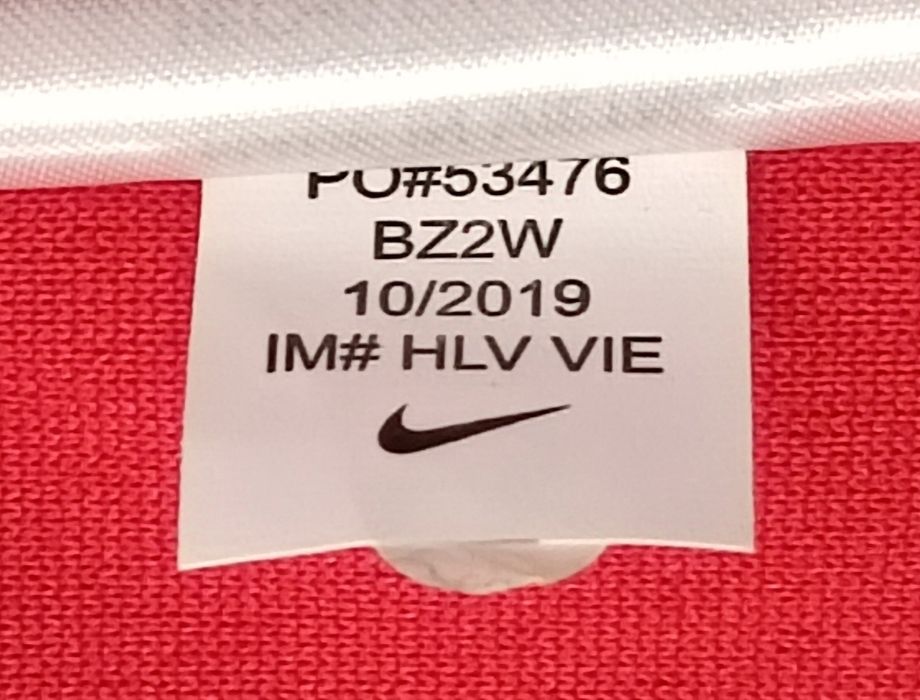 PO#53476
BZ2W
10/2019
IM# HLV VIE